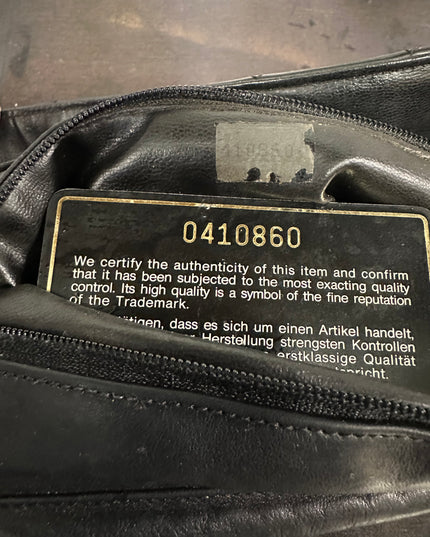 0410860
We certify the authenticity of this item and confirm
that it has been subjected to the most exacting quality
control. Its high quality is a symbol of the fine reputation
of the Trademark.
dass es sich um einen Artikel handelt,
Herstellung strengsten Kontrollen
erstklassige Qualität